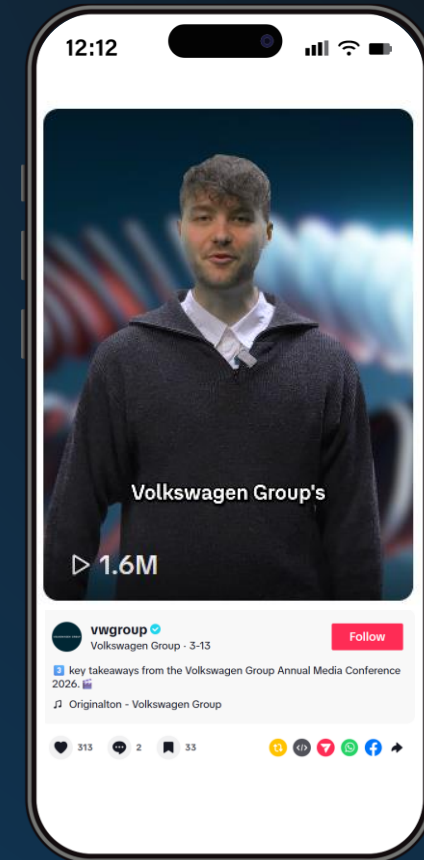 12:12
Volkswagen Group's
1.6M
vwgroup
Volkswagen Group · 3-13
Follow
3️⃣ key takeaways from the Volkswagen Group Annual Media Conference
2026. 🎬
Originalton - Volkswagen Group
313 2 33